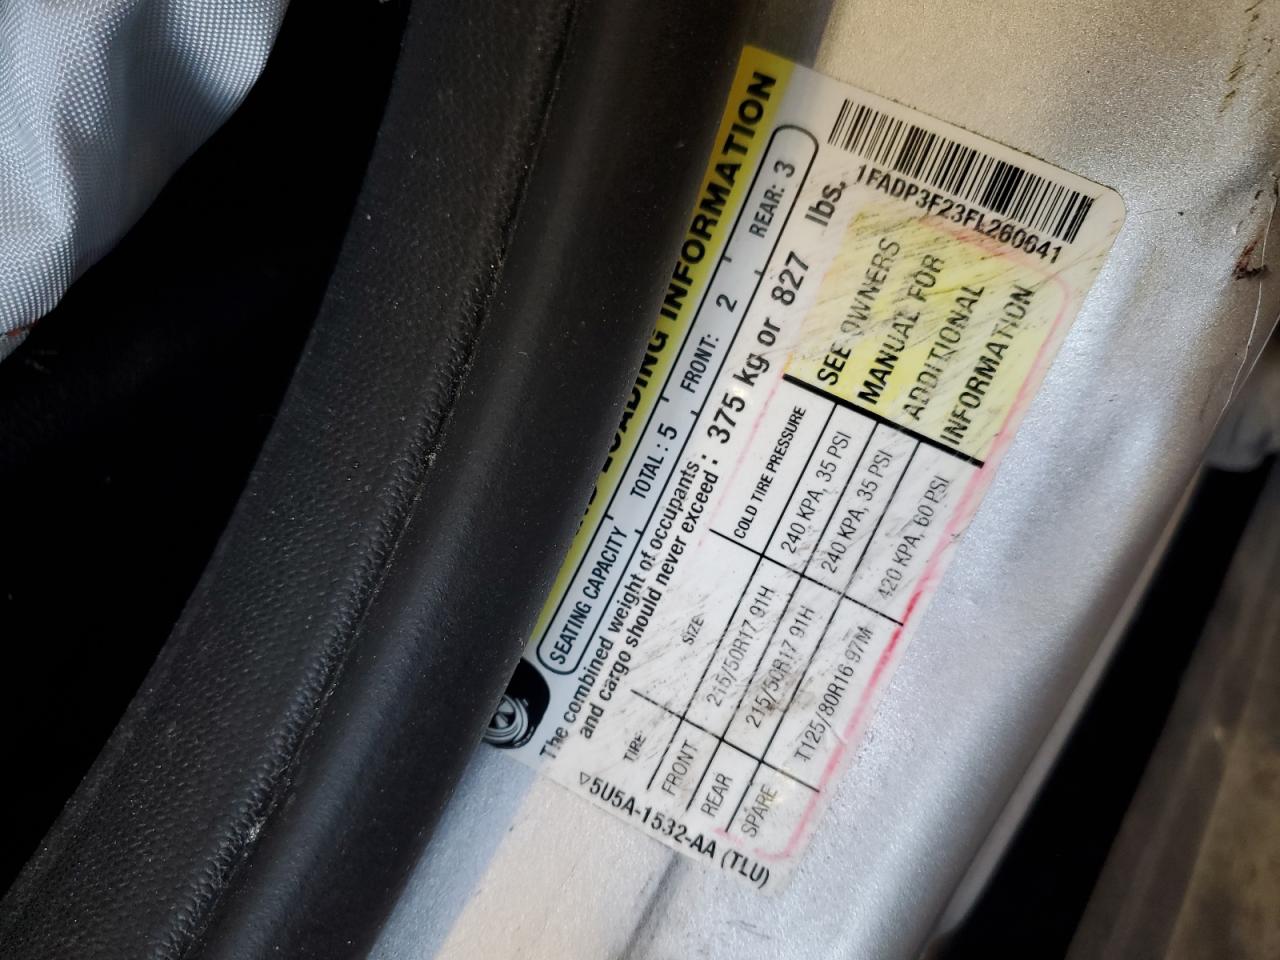 LOADING INFORMATION
SEATING CAPACITY TOTAL: 5 FRONT: 2 REAR: 3
The combined weight of occupants
and cargo should never exceed: 375 kg or 827 lbs.
TIRE SIZE COLD TIRE PRESSURE
FRONT 215/50R17 91H 240 KPA, 35 PSI
REAR 215/50R17 91H 240 KPA, 35 PSI
SPARE T125/80R16 97M 420 KPA, 60 PSI
SEE OWNERS
MANUAL FOR
ADDITIONAL
INFORMATION
5U5A-1532-AA (TLU)
1FADP3F23FL260641